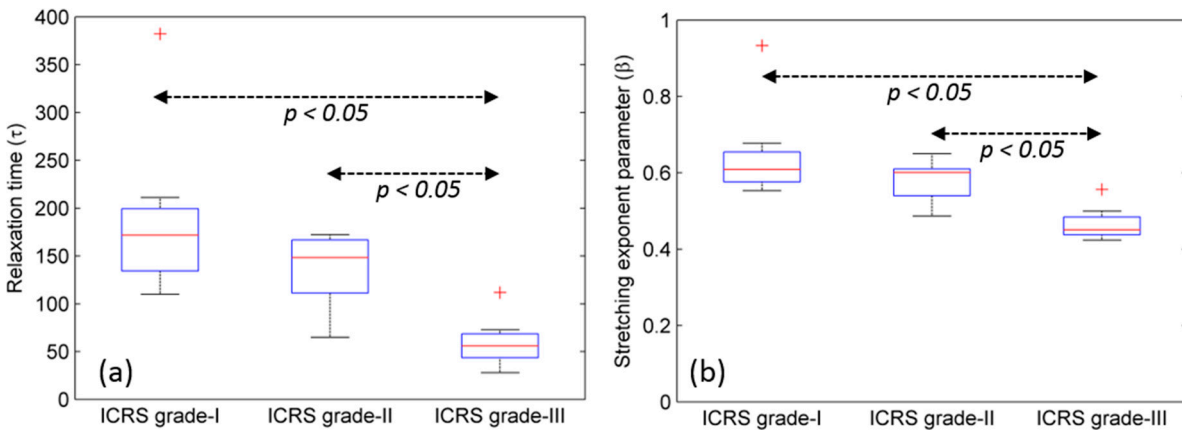 400
350
300
250
200
150
100
50
0
Relaxation time (τ)
p < 0.05
p < 0.05
(a)
ICRS grade-I ICRS grade-II ICRS grade-III
1
0.8
0.6
0.4
0.2
0
Stretching exponent parameter (β)
p < 0.05
p < 0.05
(b)
ICRS grade-I ICRS grade-II ICRS grade-III